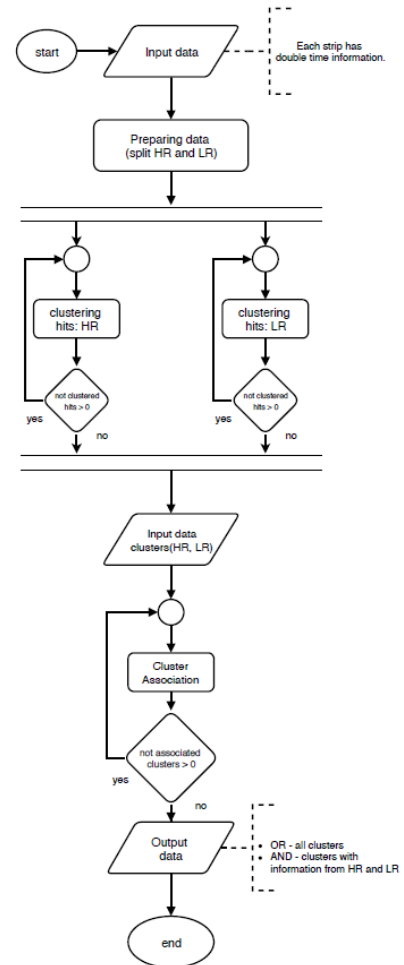 start
Input data
Each strip has
double time information.
Preparing data
(split HR and LR)
clustering
hits: HR
clustering
hits: LR
not clustered
hits > 0
not clustered
hits > 0
yes
no
yes
no
Input data
clusters(HR, LR)
Cluster
Association
not associated
clusters > 0
yes
no
Output
data
• OR - all clusters
• AND - clusters with
information from HR and LR
end